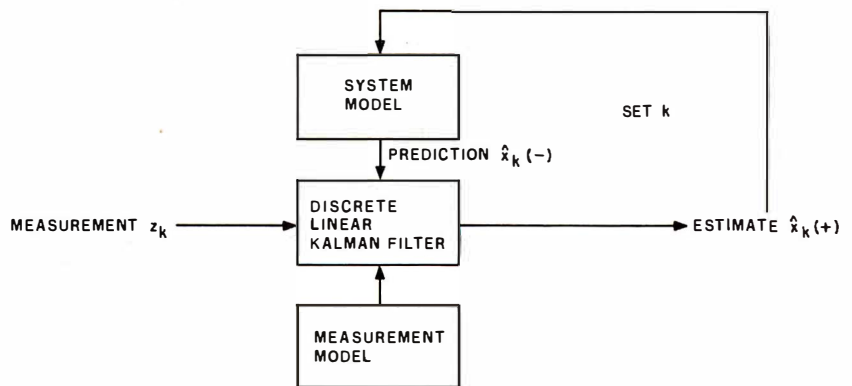 SYSTEM
MODEL
SET k
PREDICTION x̂ₖ(−)
MEASUREMENT zₖ
DISCRETE
LINEAR
KALMAN FILTER
ESTIMATE x̂ₖ(+)
MEASUREMENT
MODEL